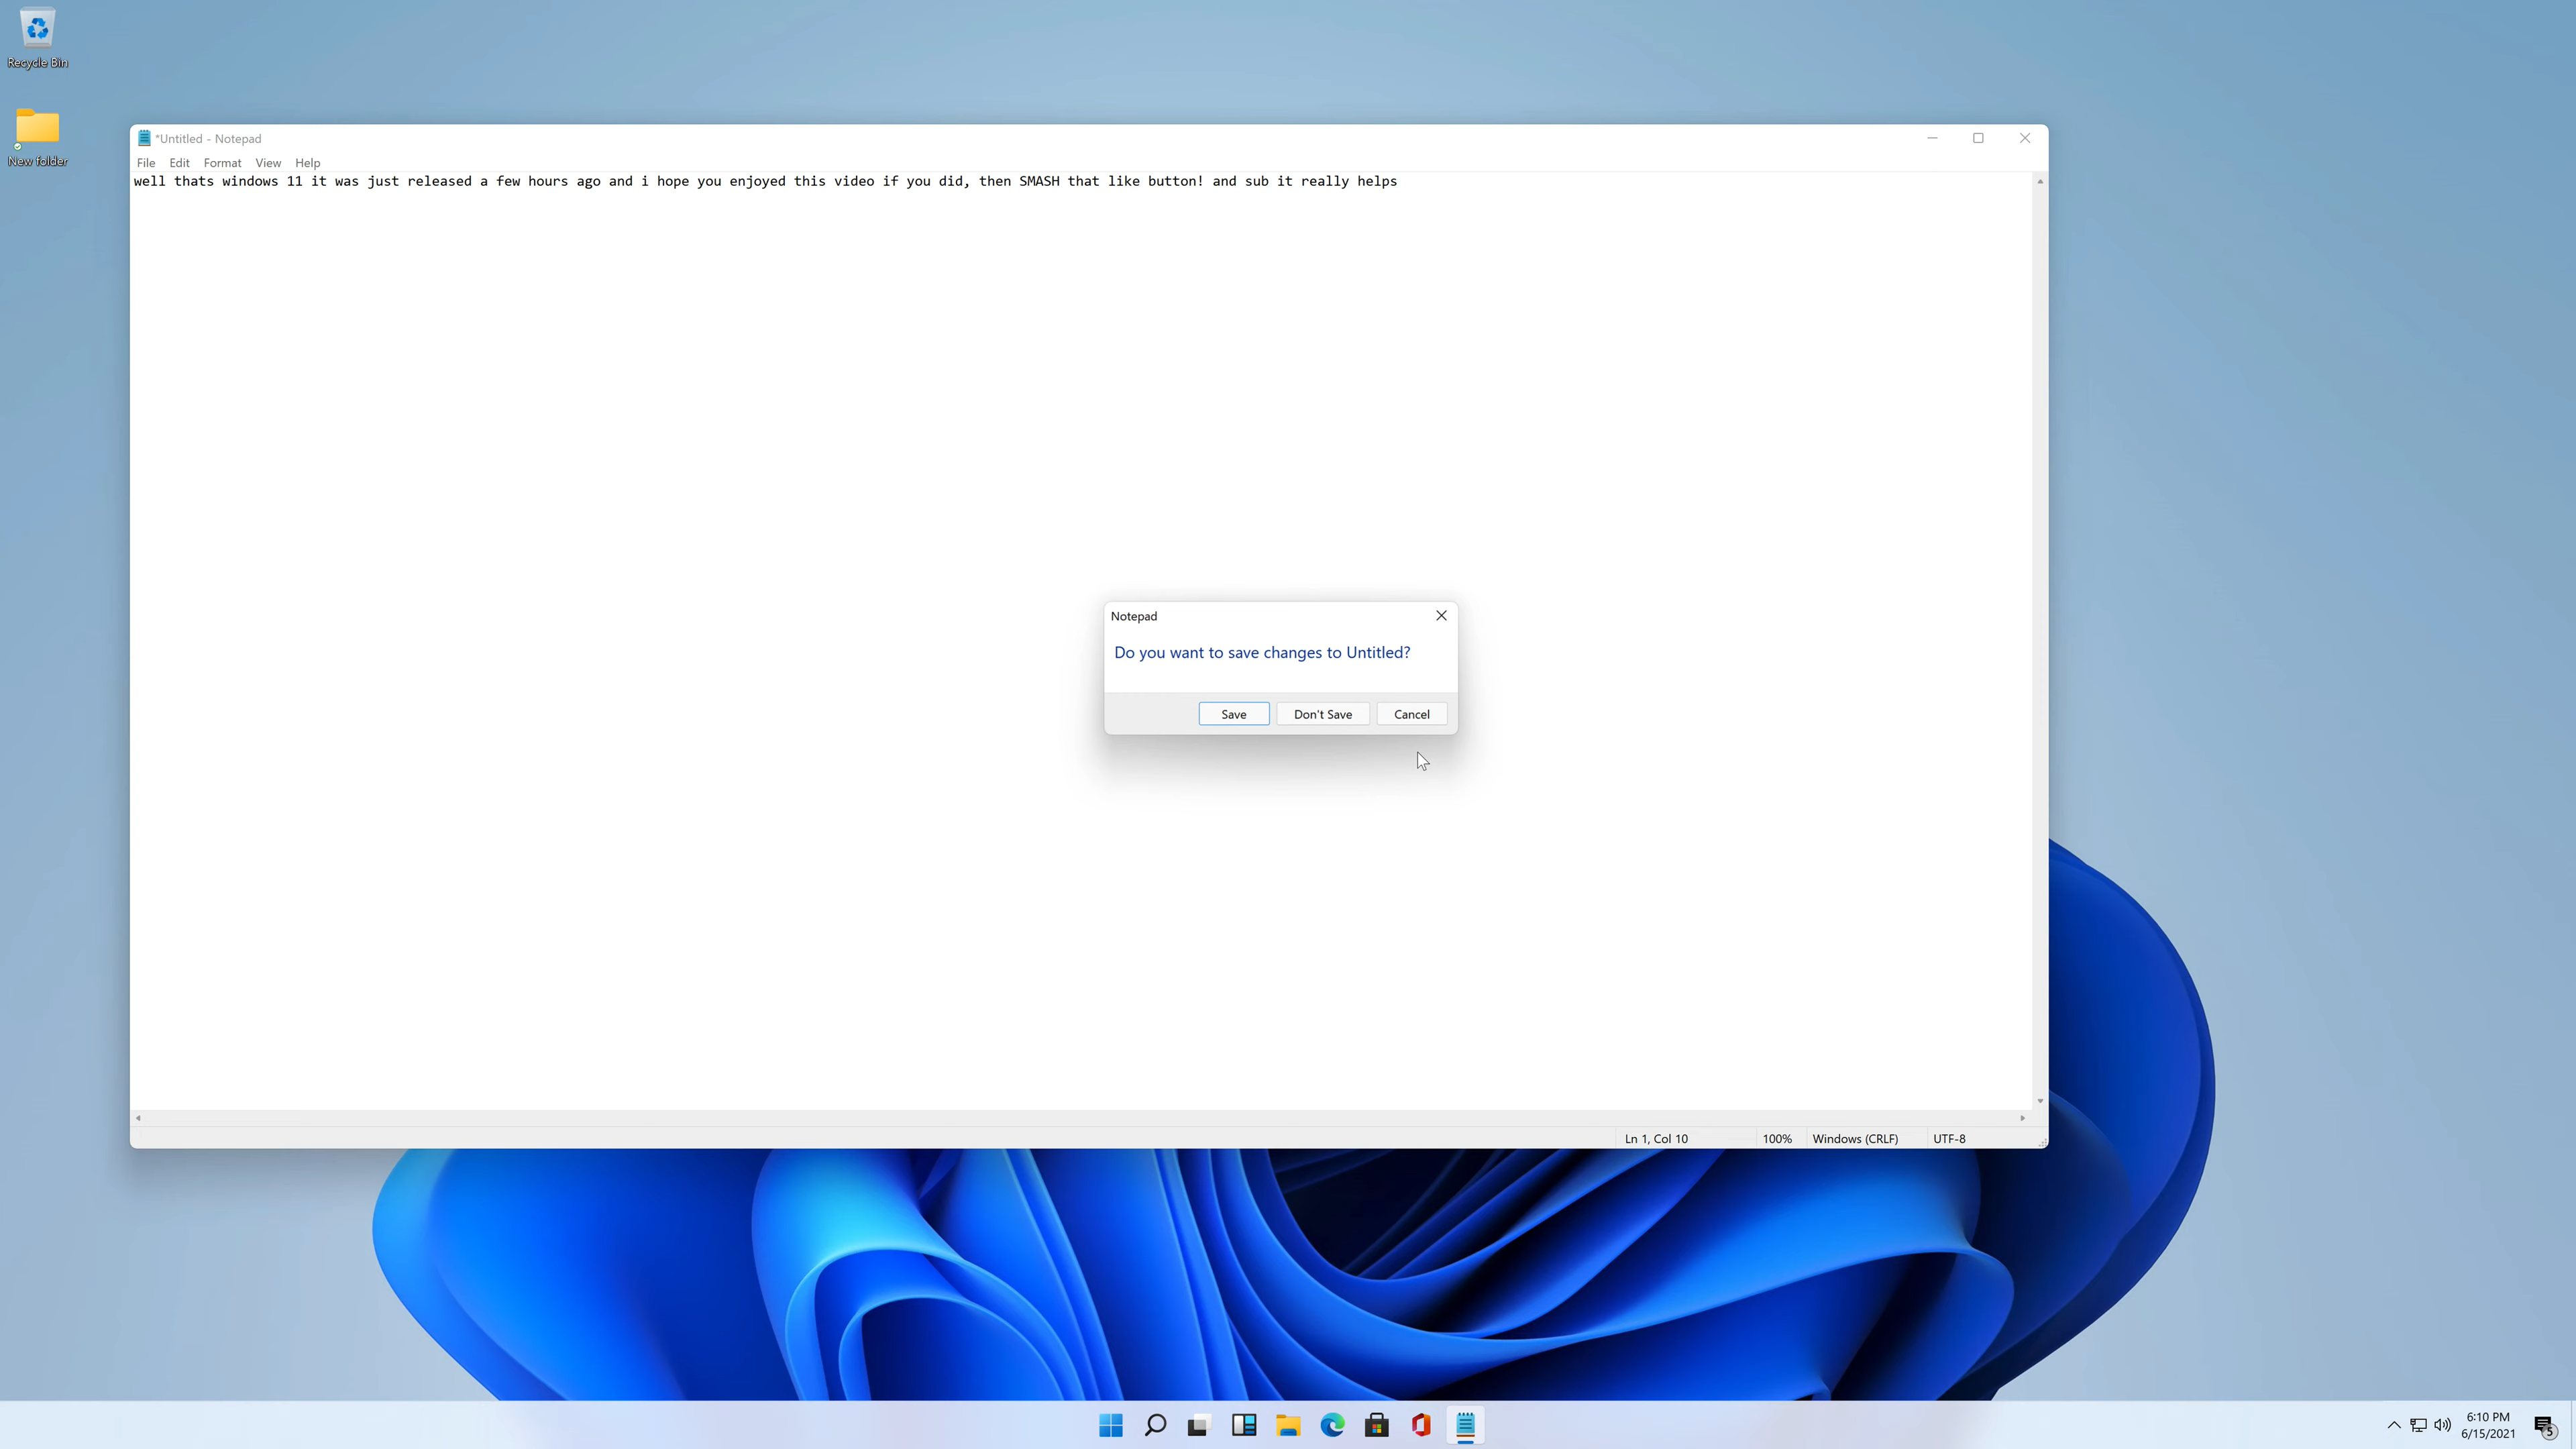 Recycle Bin
New folder
*Untitled - Notepad
File Edit Format View Help
well thats windows 11 it was just released a few hours ago and i hope you enjoyed this video if you did, then SMASH that like button! and sub it really helps
Notepad
Do you want to save changes to Untitled?
Save Don't Save Cancel
Ln 1, Col 10 100% Windows (CRLF) UTF-8
6:10 PM
6/15/2021
5